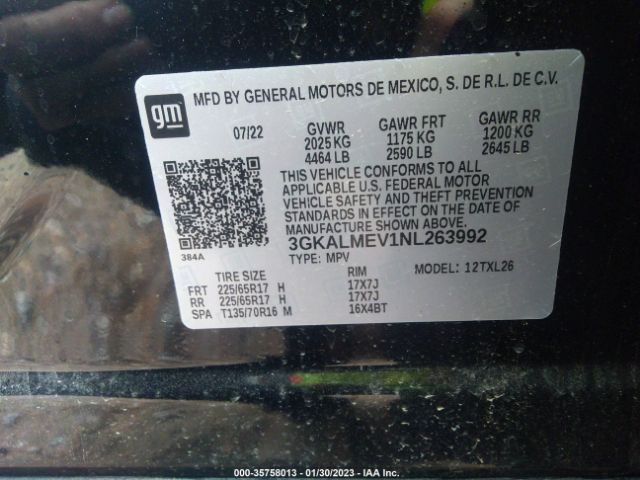 gm
MFD BY GENERAL MOTORS DE MEXICO, S. DE R.L. DE C.V.
07/22 GVWR GAWR FRT GAWR RR
2025 KG 1175 KG 1200 KG
4464 LB 2590 LB 2645 LB
THIS VEHICLE CONFORMS TO ALL
APPLICABLE U.S. FEDERAL MOTOR
VEHICLE SAFETY AND THEFT PREVENTION
STANDARDS IN EFFECT ON THE DATE OF
MANUFACTURE SHOWN ABOVE.
3GKALMEV1NL263992
384A TYPE: MPV MODEL: 12TXL26
TIRE SIZE RIM
FRT 225/65R17 H 17X7J
RR 225/65R17 H 17X7J
SPA T135/70R16 M 16X4BT
000-35758013 - 01/30/2023 - IAA Inc.